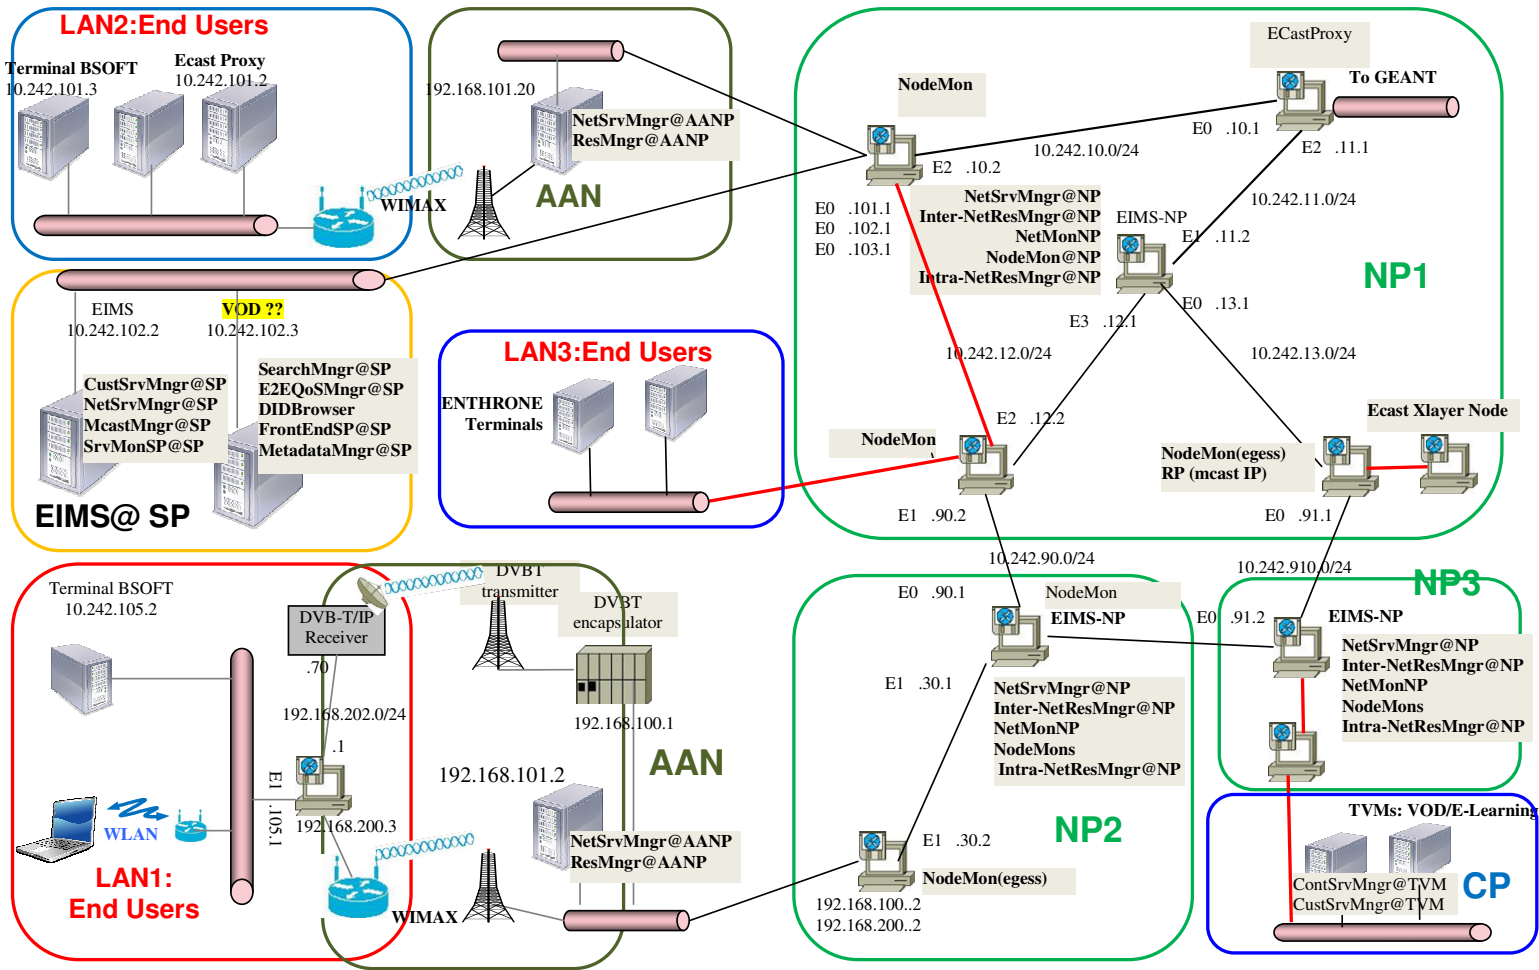 LAN2:End Users
Terminal BSOFT
10.242.101.3
Ecast Proxy
10.242.101.2
WIMAX
192.168.101.20
NetSrvMngr@AANP
ResMngr@AANP
AAN
EIMS
10.242.102.2
VOD ??
10.242.102.3
CustSrvMngr@SP
NetSrvMngr@SP
McastMngr@SP
SrvMonSP@SP
SearchMngr@SP
E2EQoSMngr@SP
DIDBrowser
FrontEndSP@SP
MetadataMngr@SP
EIMS@ SP
LAN3:End Users
ENTHRONE
Terminals
NodeMon
ECastProxy
To GEANT
E0 .10.1
10.242.10.0/24
E2 .11.1
E2 .10.2
NetSrvMngr@NP
Inter-NetResMngr@NP
NetMonNP
NodeMon@NP
Intra-NetResMngr@NP
E0 .101.1
E0 .102.1
E0 .103.1
10.242.11.0/24
EIMS-NP
E1 .11.2
NP1
E0 .13.1
E3 .12.1
10.242.12.0/24
10.242.13.0/24
E2 .12.2
NodeMon
Ecast Xlayer Node
NodeMon(egess)
RP (mcast IP)
E1 .90.2
E0 .91.1
10.242.90.0/24
10.242.910.0/24
Terminal BSOFT
10.242.105.2
DVB-T/IP
Receiver
.70
192.168.202.0/24
.1
E1 .105.1
192.168.200.3
WLAN
LAN1:
End Users
DVBT
transmitter
DVBT
encapsulator
192.168.100.1
AAN
192.168.101.2
NetSrvMngr@AANP
ResMngr@AANP
WIMAX
E0 .90.1
NodeMon
EIMS-NP
E1 .30.1
NetSrvMngr@NP
Inter-NetResMngr@NP
NetMonNP
NodeMons
Intra-NetResMngr@NP
NP2
E1 .30.2
NodeMon(egess)
192.168.100..2
192.168.200..2
NP3
E0 .91.2
EIMS-NP
NetSrvMngr@NP
Inter-NetResMngr@NP
NetMonNP
NodeMons
Intra-NetResMngr@NP
TVMs: VOD/E-Learning
ContSrvMngr@TVM
CustSrvMngr@TVM
CP